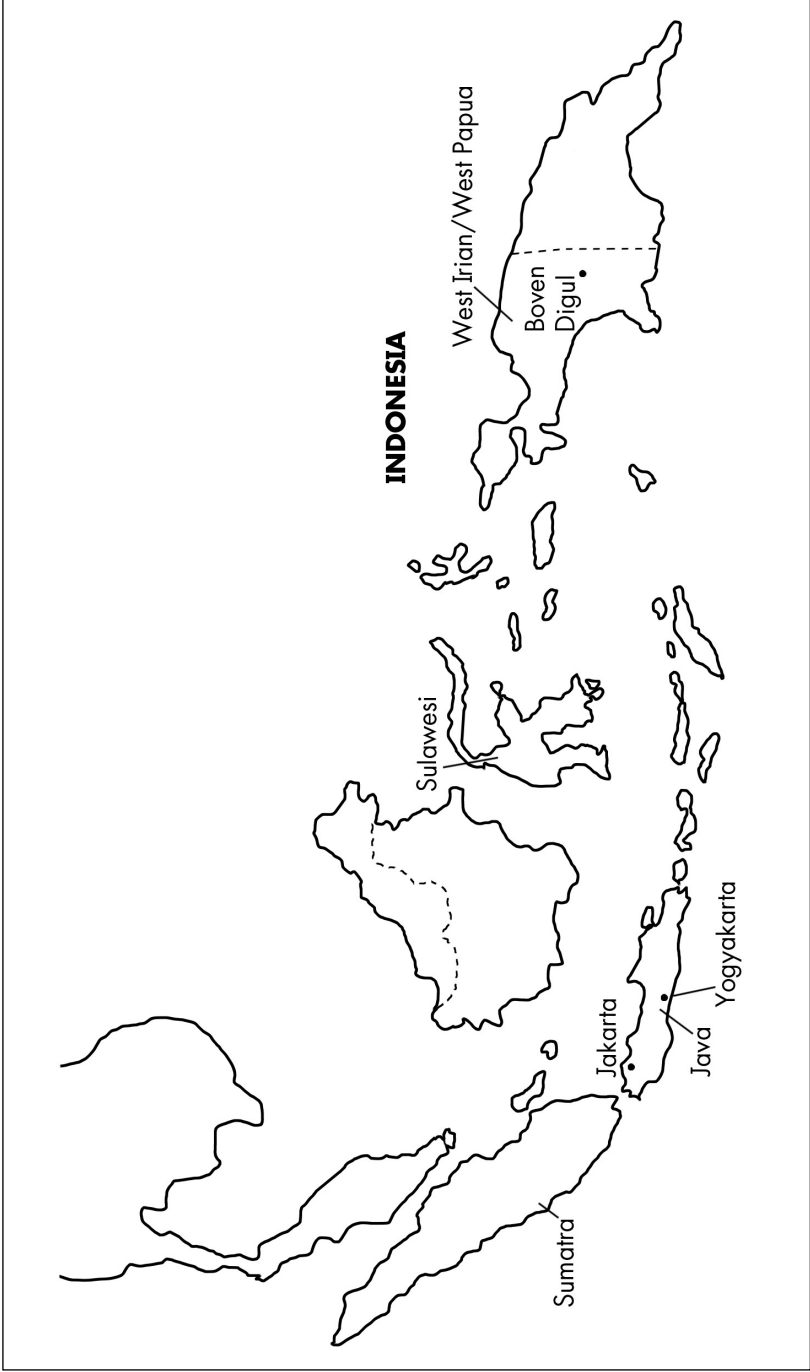 INDONESIA
West Irian/West Papua
Boven
Digul
Sulawesi
Jakarta
Yogyakarta
Java
Sumatra